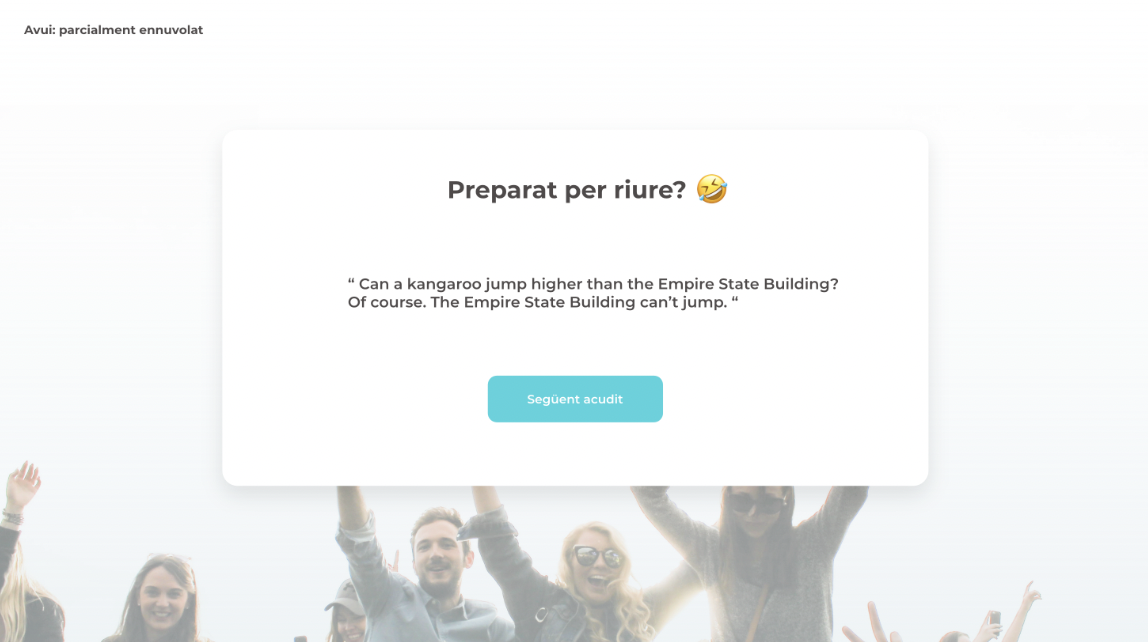 Avui: parcialment ennuvolat
Preparat per riure? 🤣
“ Can a kangaroo jump higher than the Empire State Building?
Of course. The Empire State Building can’t jump. “
Següent acudit